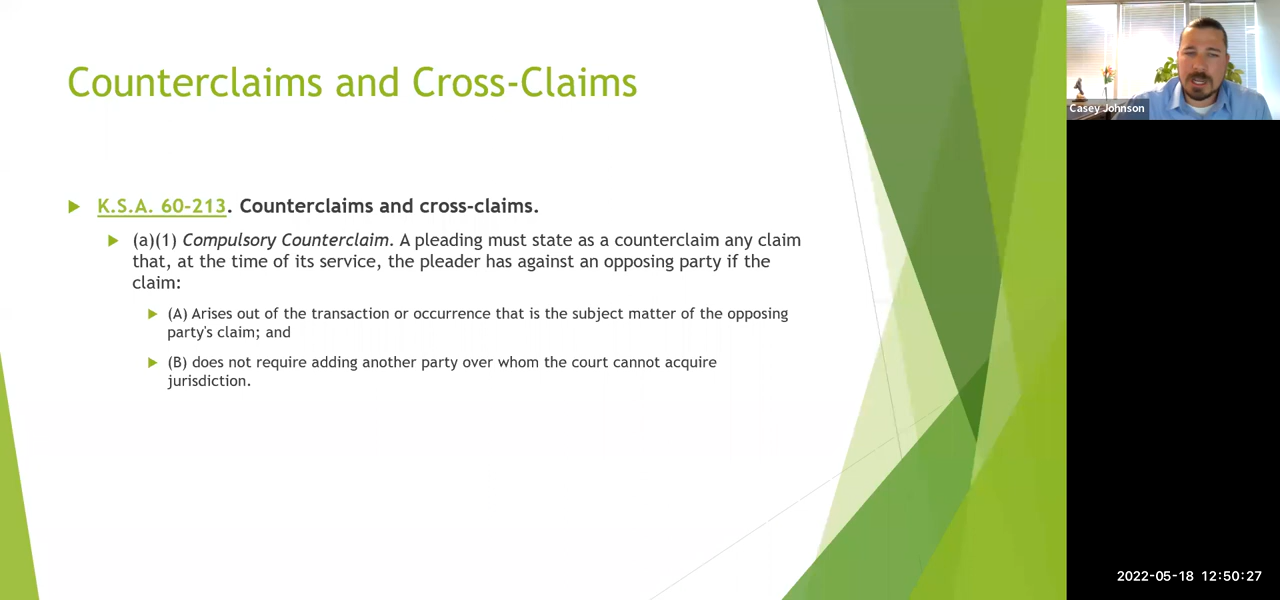 Counterclaims and Cross-Claims
K.S.A. 60-213. Counterclaims and cross-claims.
(a)(1) Compulsory Counterclaim. A pleading must state as a counterclaim any claim
that, at the time of its service, the pleader has against an opposing party if the
claim:
(A) Arises out of the transaction or occurrence that is the subject matter of the opposing
party's claim; and
(B) does not require adding another party over whom the court cannot acquire
jurisdiction.
Casey Johnson
2022-05-18 12:50:27